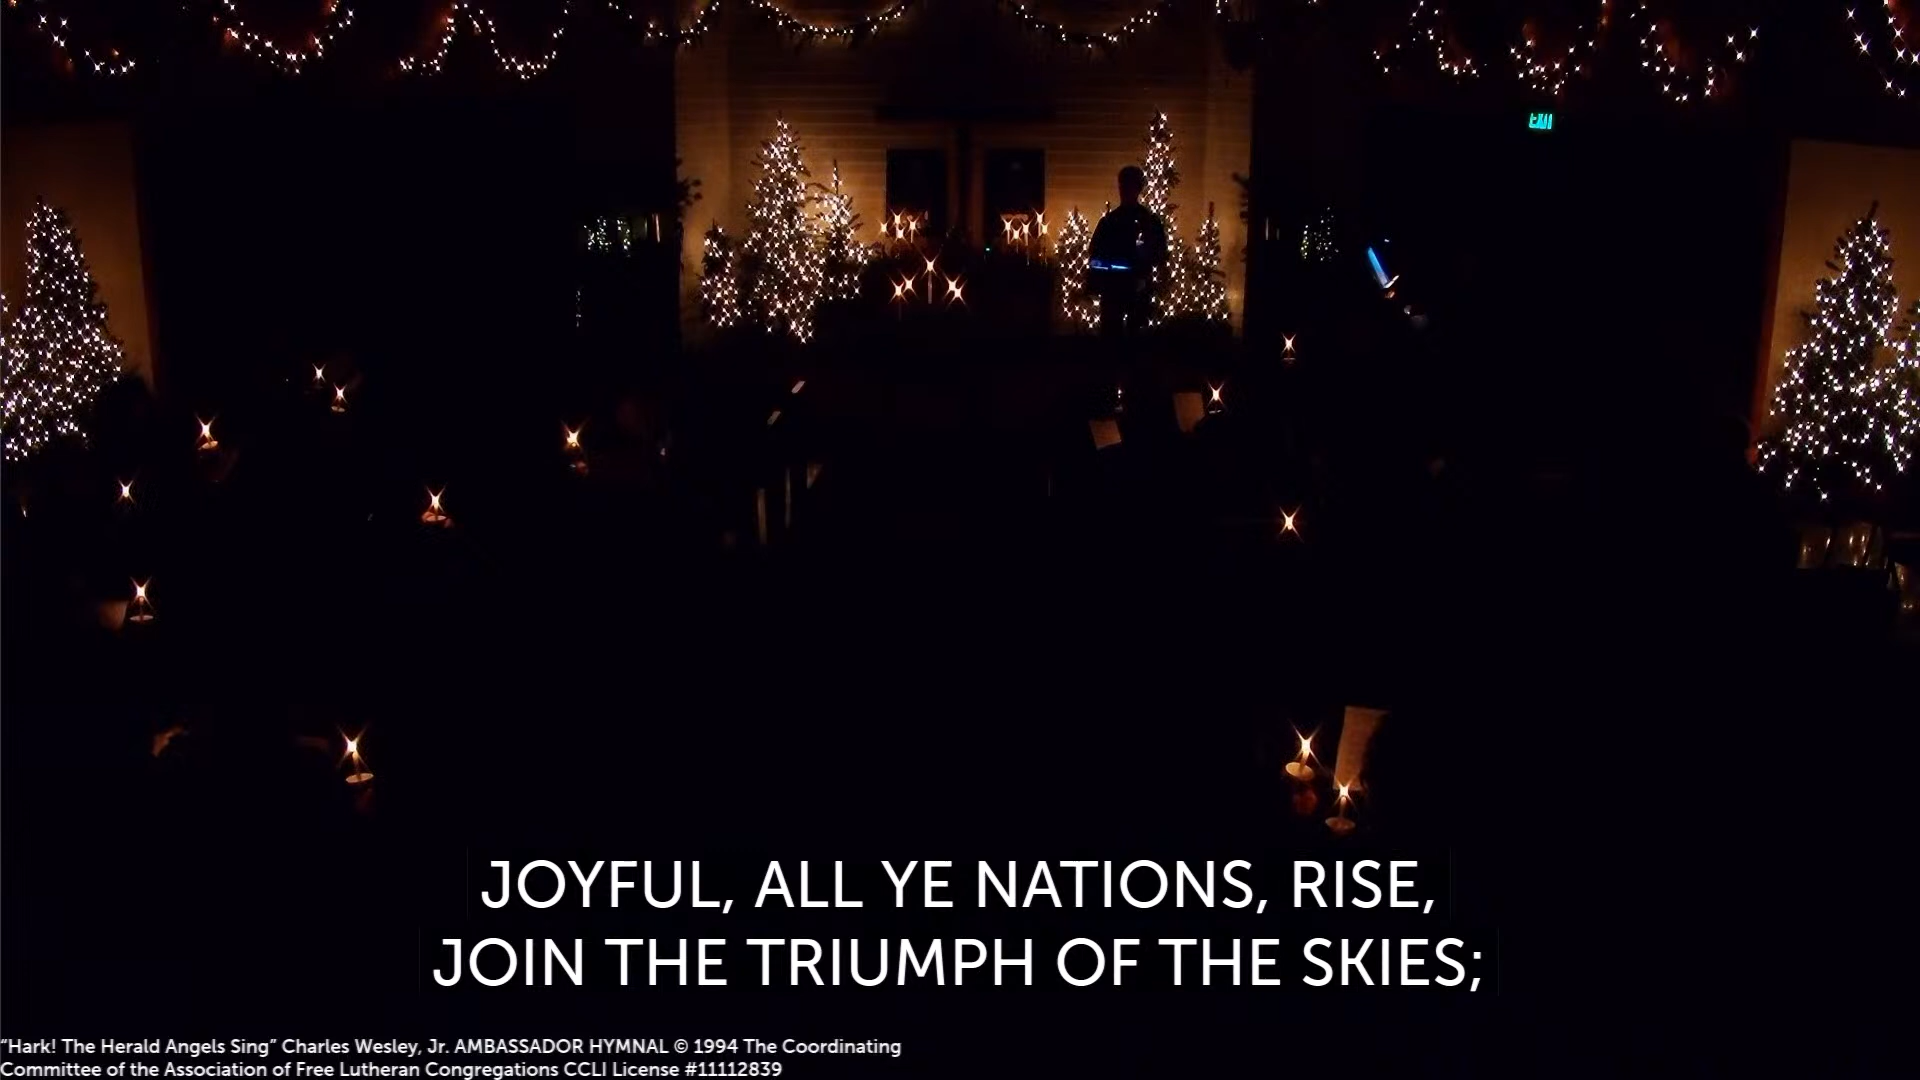 EXIT
JOYFUL, ALL YE NATIONS, RISE,
JOIN THE TRIUMPH OF THE SKIES;
“Hark! The Herald Angels Sing” Charles Wesley, Jr. AMBASSADOR HYMNAL © 1994 The Coordinating
Committee of the Association of Free Lutheran Congregations CCLI License #11112839